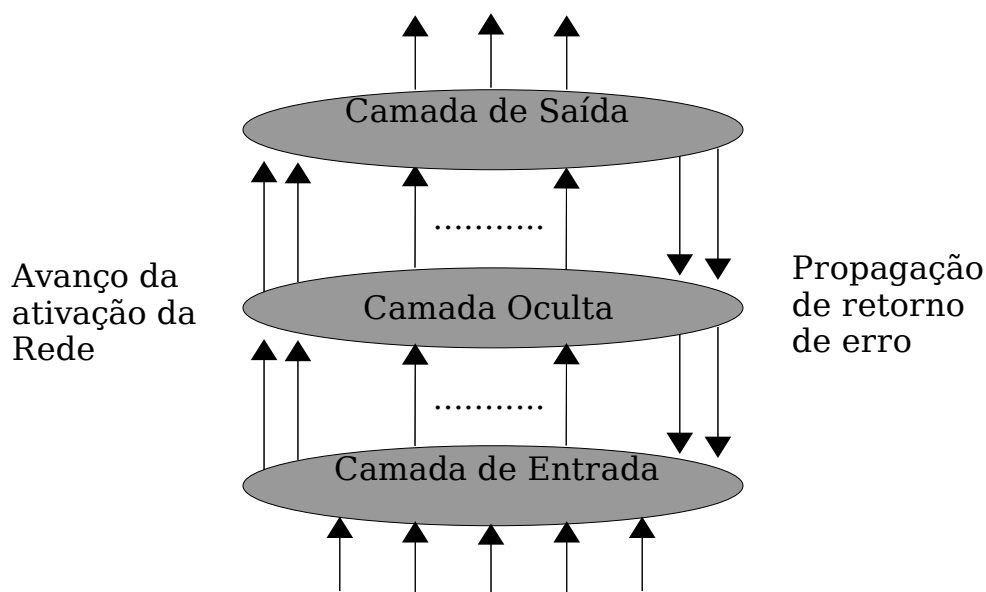 Camada de Saída
...........
Avanço da
ativação da
Rede
Camada Oculta
Propagação
de retorno
de erro
...........
Camada de Entrada